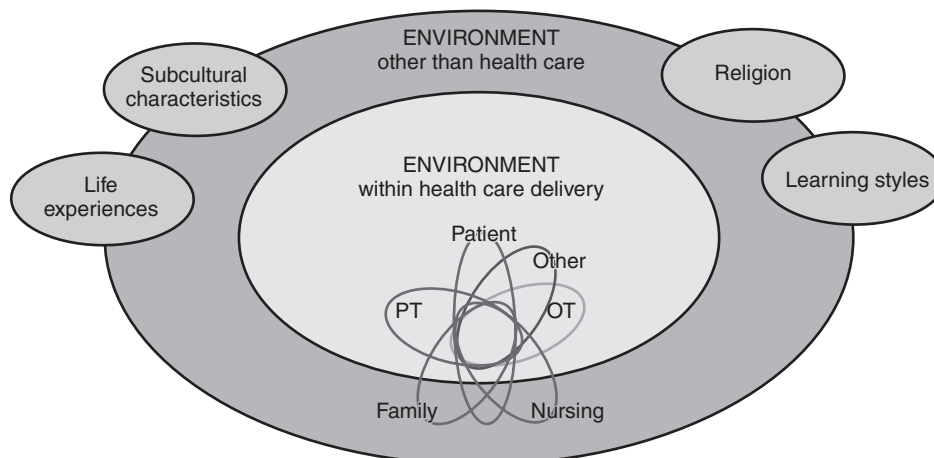 ENVIRONMENT
other than health care
Subcultural
characteristics
Religion
Life
experiences
Learning styles
ENVIRONMENT
within health care delivery
Patient
Other
PT
OT
Family
Nursing